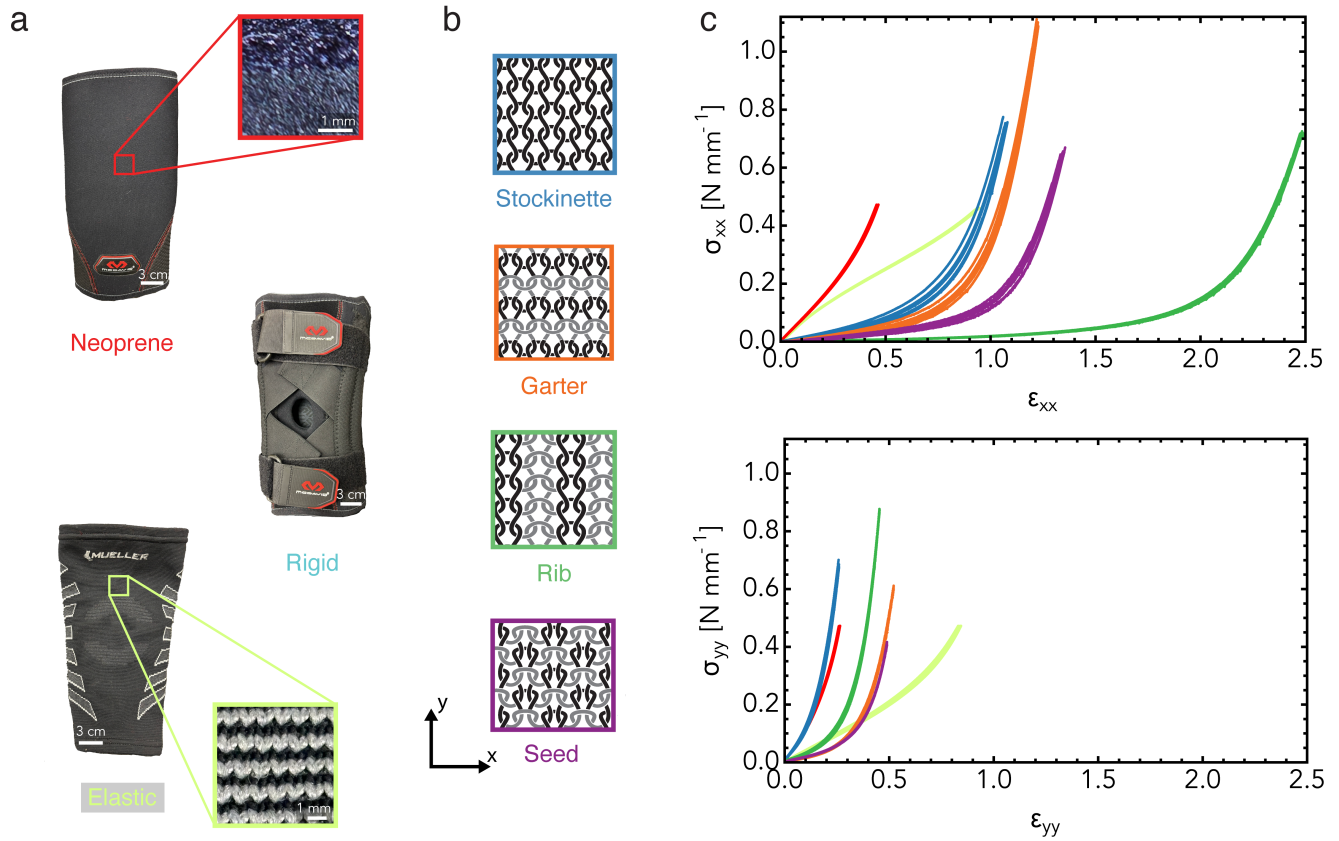 a
1 mm
McDAVID
3 cm
Neoprene
McDAVID
McDAVID
3 cm
Rigid
MUELLER
3 cm
Elastic
1 mm
b
Stockinette
Garter
Rib
Seed
y
x
c
σxx [N mm⁻¹]
1.0
0.8
0.6
0.4
0.2
0.0
0.0
0.5
1.0
1.5
2.0
2.5
εxx
σyy [N mm⁻¹]
1.0
0.8
0.6
0.4
0.2
0.0
0.0
0.5
1.0
1.5
2.0
2.5
εyy